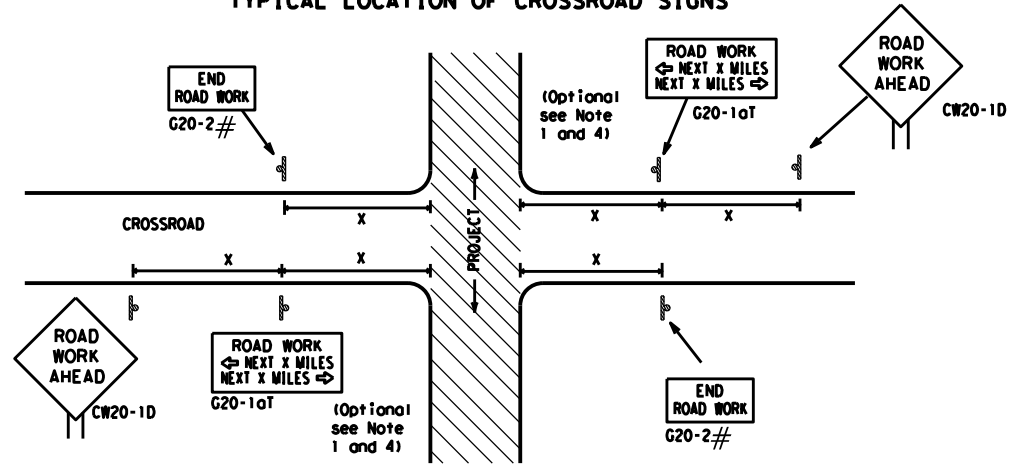 TYPICAL LOCATION OF CROSSROAD SIGNS
END
ROAD WORK
G20-2#
ROAD WORK
⇦ NEXT X MILES
NEXT X MILES ⇨
G20-1aT
(Optional
see Note
1 and 4)
ROAD
WORK
AHEAD
CW20-1D
X
X
X
CROSSROAD
PROJECT
X
X
X
ROAD
WORK
AHEAD
CW20-1D
ROAD WORK
⇦ NEXT X MILES
NEXT X MILES ⇨
G20-1aT
(Optional
see Note
1 and 4)
END
ROAD WORK
G20-2#